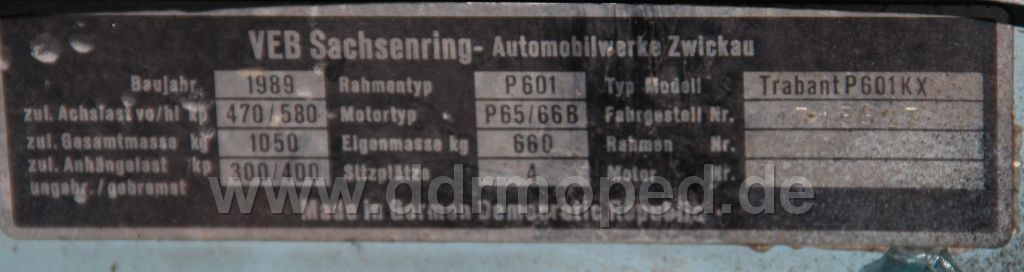 VEB Sachsenring- Automobilwerke Zwickau
Baujahr 1989 Rahmentyp P601 Typ Modell Trabant P601KX
zul. Achslast vo/hi kp 470/580 Motortyp P65/66B Fahrgestell Nr.
zul. Gesamtmasse kg 1050 Eigenmasse kg 660 Rahmen Nr.
zul. Anhängelast kp 300/400 Sitzplätze 4 Motor Nr.
ungebr./gebremst
www.ddrmoped.de
Made in German Democratic Republic